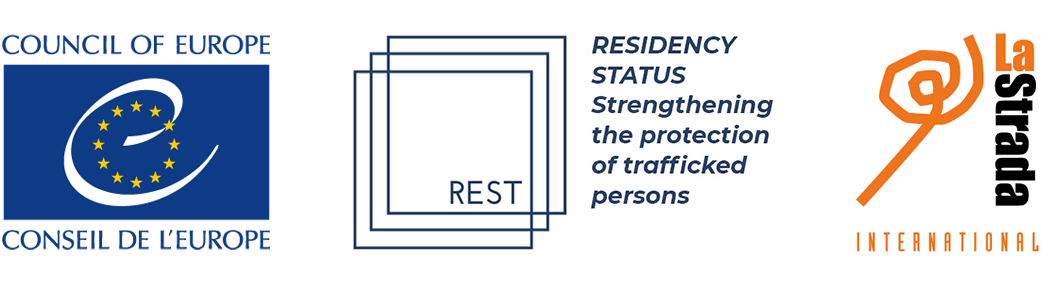 COUNCIL OF EUROPE
CONSEIL DE L'EUROPE
REST
RESIDENCY
STATUS
Strengthening
the protection
of trafficked
persons
La
Strada
INTERNATIONAL